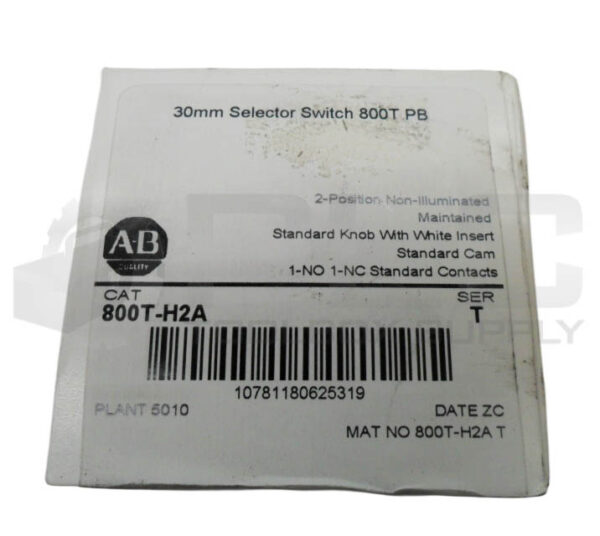 30mm Selector Switch 800T PB
2-Position Non-Illuminated
Maintained
Standard Knob With White Insert
Standard Cam
1-NO 1-NC Standard Contacts
A-B
QUALITY
CAT
SER
800T-H2A
T
10781180625319
PLANT 5010
DATE ZC
MAT NO 800T-H2A T